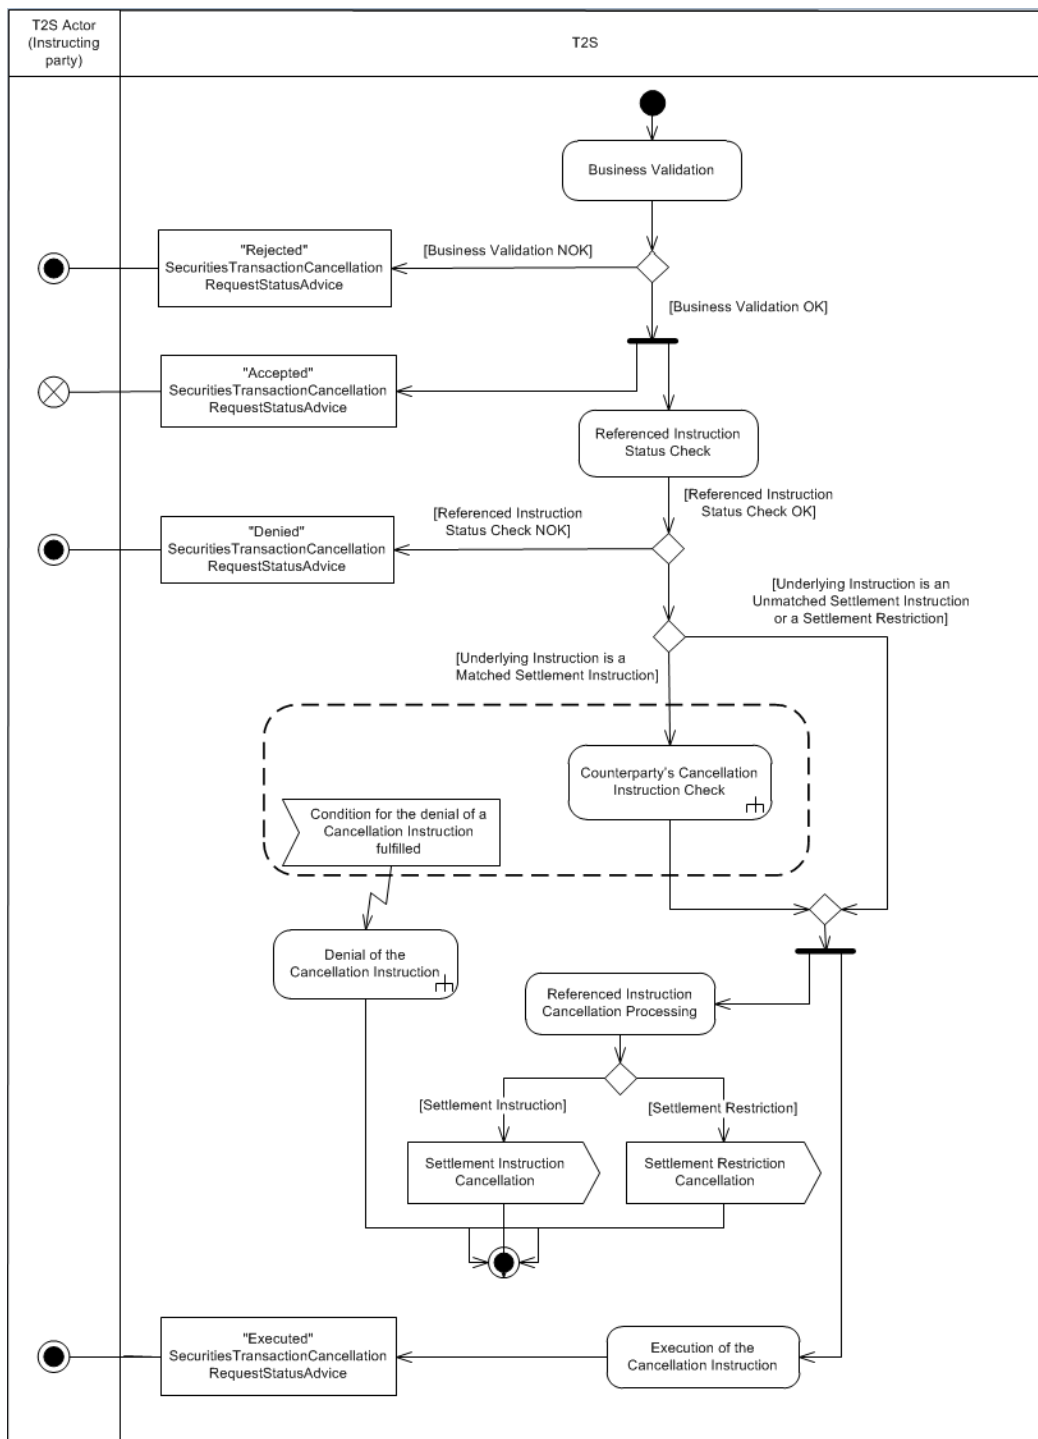 T2S Actor
(Instructing
party)
T2S
Business Validation
[Business Validation NOK]
"Rejected"
SecuritiesTransactionCancellation
RequestStatusAdvice
[Business Validation OK]
"Accepted"
SecuritiesTransactionCancellation
RequestStatusAdvice
Referenced Instruction
Status Check
[Referenced Instruction
Status Check OK]
[Referenced Instruction
Status Check NOK]
"Denied"
SecuritiesTransactionCancellation
RequestStatusAdvice
[Underlying Instruction is an
Unmatched Settlement Instruction
or a Settlement Restriction]
[Underlying Instruction is a
Matched Settlement Instruction]
Counterparty's Cancellation
Instruction Check
Condition for the denial of a
Cancellation Instruction
fulfilled
Denial of the
Cancellation Instruction
Referenced Instruction
Cancellation Processing
[Settlement Instruction]
[Settlement Restriction]
Settlement Instruction
Cancellation
Settlement Restriction
Cancellation
"Executed"
SecuritiesTransactionCancellation
RequestStatusAdvice
Execution of the
Cancellation Instruction